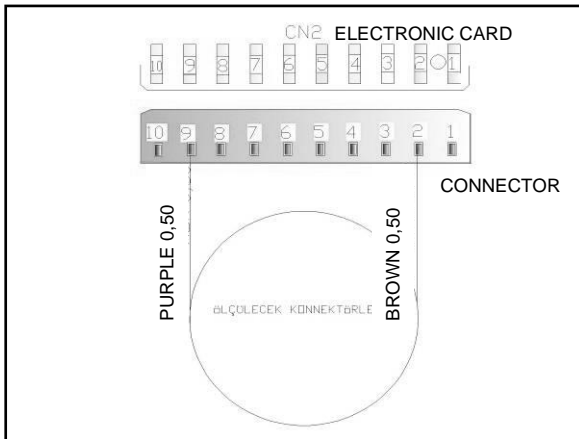 CN2 ELECTRONIC CARD
10 9 8 7 6 5 4 3 2 1
10 9 8 7 6 5 4 3 2 1
CONNECTOR
PURPLE 0,50
BROWN 0,50
ÖLÇÜLECEK KONNEKTÖRLE